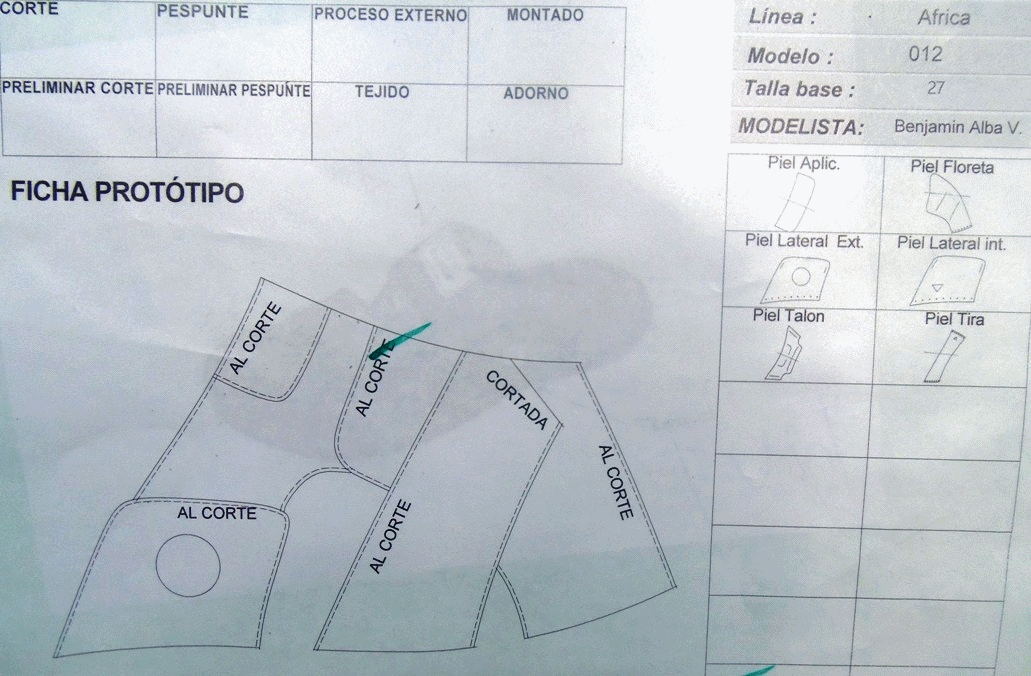 CORTE
PESPUNTE
PROCESO EXTERNO
MONTADO
PRELIMINAR CORTE
PRELIMINAR PESPUNTE
TEJIDO
ADORNO
Línea : Africa
Modelo : 012
Talla base : 27
MODELISTA: Benjamin Alba V.
FICHA PROTÓTIPO
Piel Aplic.
Piel Floreta
Piel Lateral Ext.
Piel Lateral int.
Piel Talon
Piel Tira
AL CORTE
AL CORTE
CORTADA
AL CORTE
AL CORTE
AL CORTE